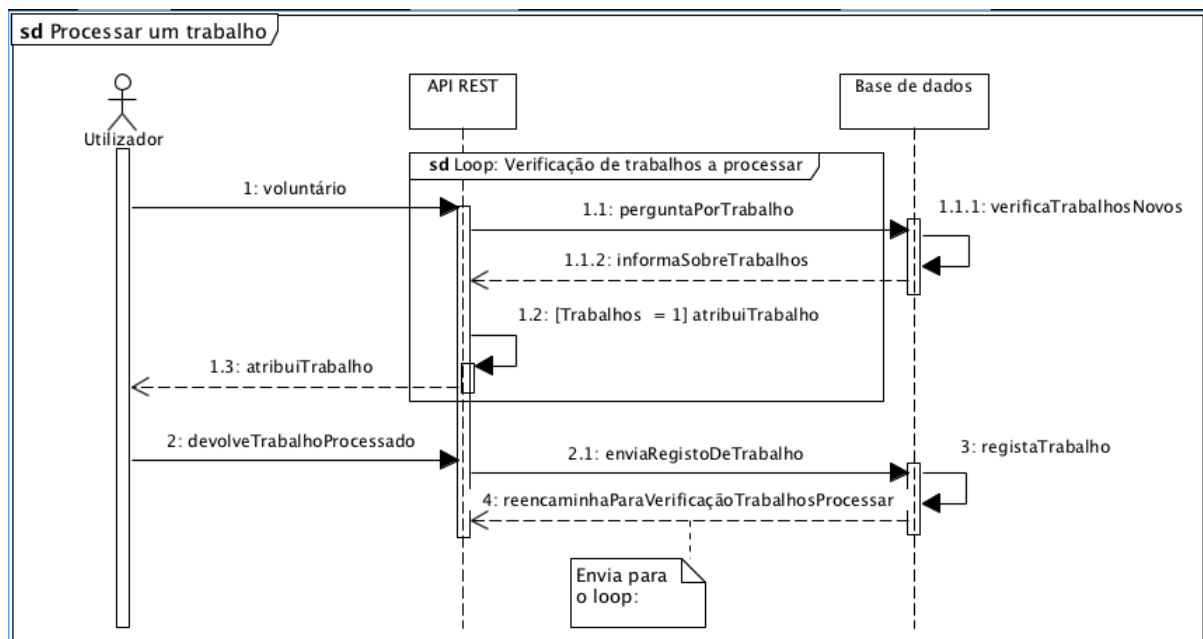 sd Processar um trabalho
API REST
Base de dados
Utilizador
sd Loop: Verificação de trabalhos a processar
1: voluntário
1.1: perguntaPorTrabalho
1.1.1: verificaTrabalhosNovos
1.1.2: informaSobreTrabalhos
1.2: [Trabalhos = 1] atribuiTrabalho
1.3: atribuiTrabalho
2: devolveTrabalhoProcessado
2.1: enviaRegistoDeTrabalho
3: registaTrabalho
4: reencaminhaParaVerificaçãoTrabalhosProcessar
Envia para
o loop: